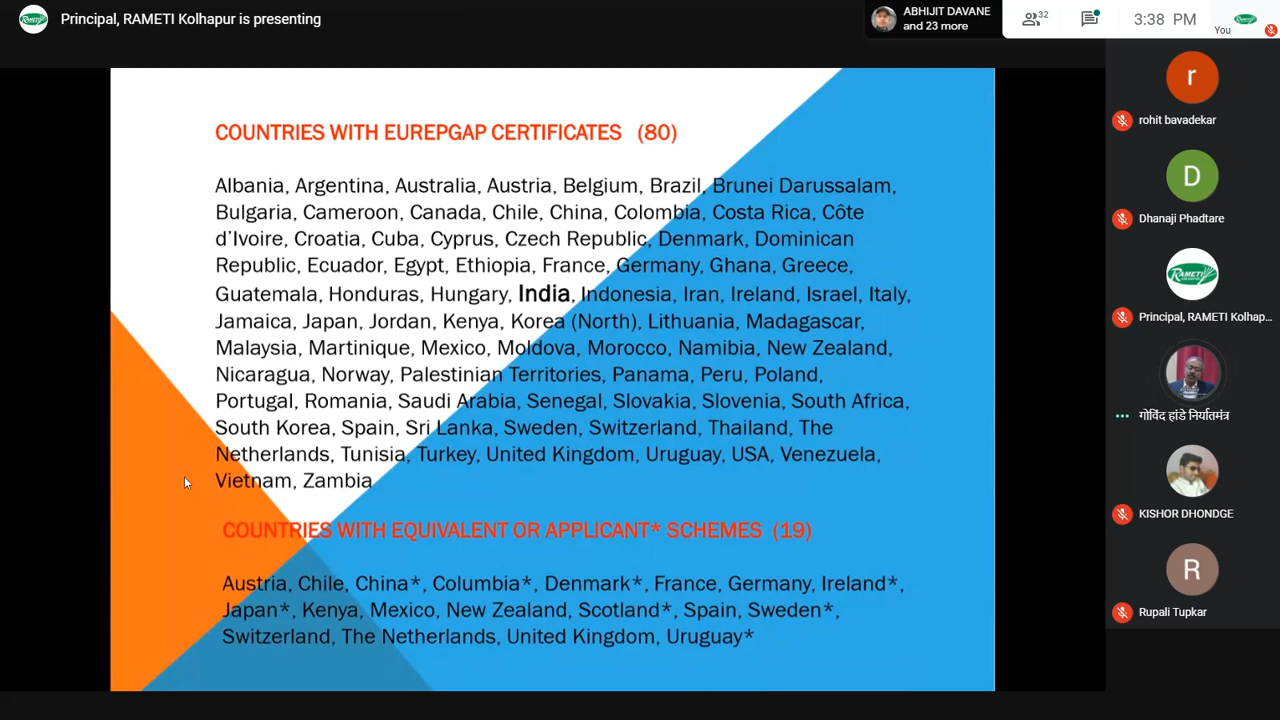 Principal, RAMETI Kolhapur is presenting
ABHIJIT DAVANE
and 23 more
32
3:38 PM
You
COUNTRIES WITH EUREPGAP CERTIFICATES (80)
Albania, Argentina, Australia, Austria, Belgium, Brazil, Brunei Darussalam,
Bulgaria, Cameroon, Canada, Chile, China, Colombia, Costa Rica, Côte
d’Ivoire, Croatia, Cuba, Cyprus, Czech Republic, Denmark, Dominican
Republic, Ecuador, Egypt, Ethiopia, France, Germany, Ghana, Greece,
Guatemala, Honduras, Hungary, India, Indonesia, Iran, Ireland, Israel, Italy,
Jamaica, Japan, Jordan, Kenya, Korea (North), Lithuania, Madagascar,
Malaysia, Martinique, Mexico, Moldova, Morocco, Namibia, New Zealand,
Nicaragua, Norway, Palestinian Territories, Panama, Peru, Poland,
Portugal, Romania, Saudi Arabia, Senegal, Slovakia, Slovenia, South Africa,
South Korea, Spain, Sri Lanka, Sweden, Switzerland, Thailand, The
Netherlands, Tunisia, Turkey, United Kingdom, Uruguay, USA, Venezuela,
Vietnam, Zambia
COUNTRIES WITH EQUIVALENT OR APPLICANT* SCHEMES (19)
Austria, Chile, China*, Columbia*, Denmark*, France, Germany, Ireland*,
Japan*, Kenya, Mexico, New Zealand, Scotland*, Spain, Sweden*,
Switzerland, The Netherlands, United Kingdom, Uruguay*
r
rohit bavadekar
D
Dhanaji Phadtare
RAMETI
Principal, RAMETI Kolhap...
गोविंद हांडे निर्यातमंत्र
KISHOR DHONDGE
R
Rupali Tupkar